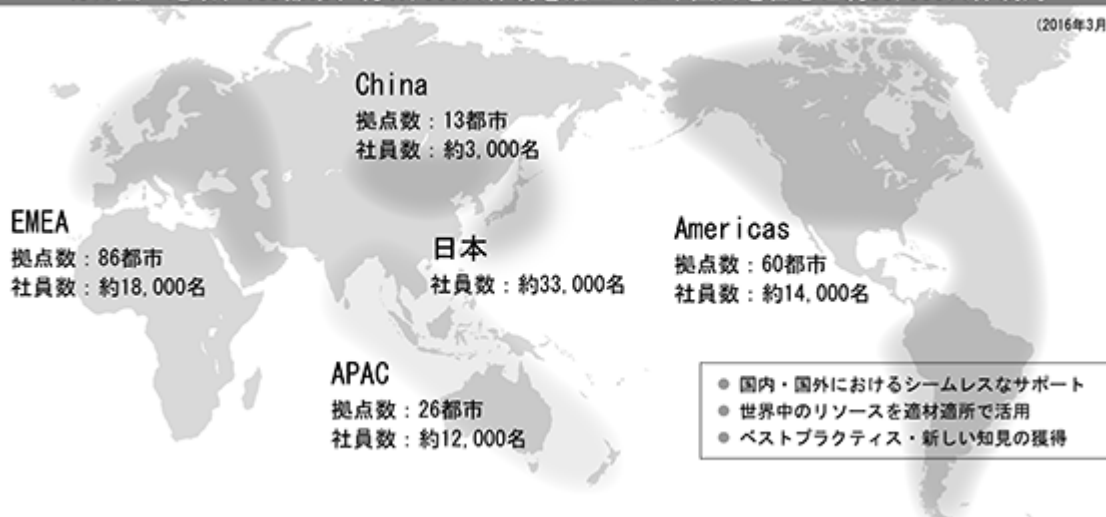 (2016年3月
China
拠点数：13都市
社員数：約3,000名
EMEA
拠点数：86都市
社員数：約18,000名
日本
社員数：約33,000名
Americas
拠点数：60都市
社員数：約14,000名
APAC
拠点数：26都市
社員数：約12,000名
● 国内・国外におけるシームレスなサポート
● 世界中のリソースを適材適所で活用
● ベストプラクティス・新しい知見の獲得